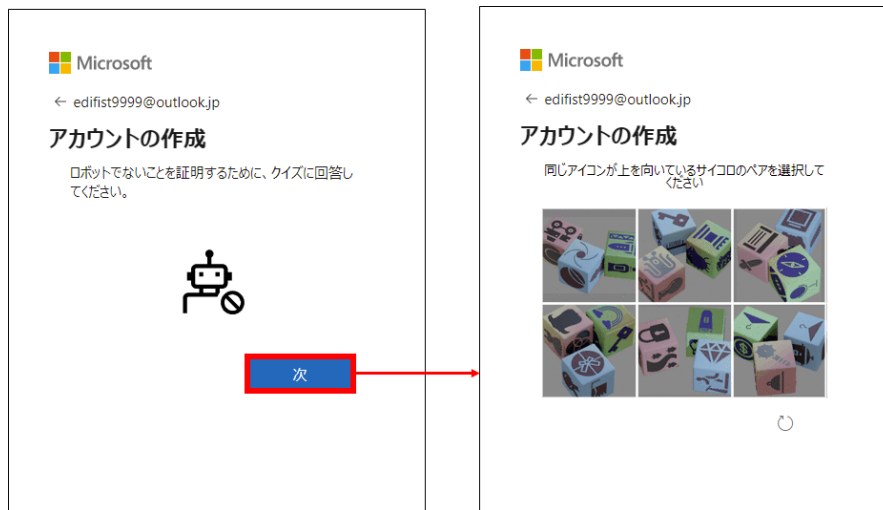 Microsoft
← edifist9999@outlook.jp
アカウントの作成
ロボットでないことを証明するために、クイズに回答し
てください。
次
Microsoft
← edifist9999@outlook.jp
アカウントの作成
同じアイコンが上を向いているサイコロのペアを選択して
ください